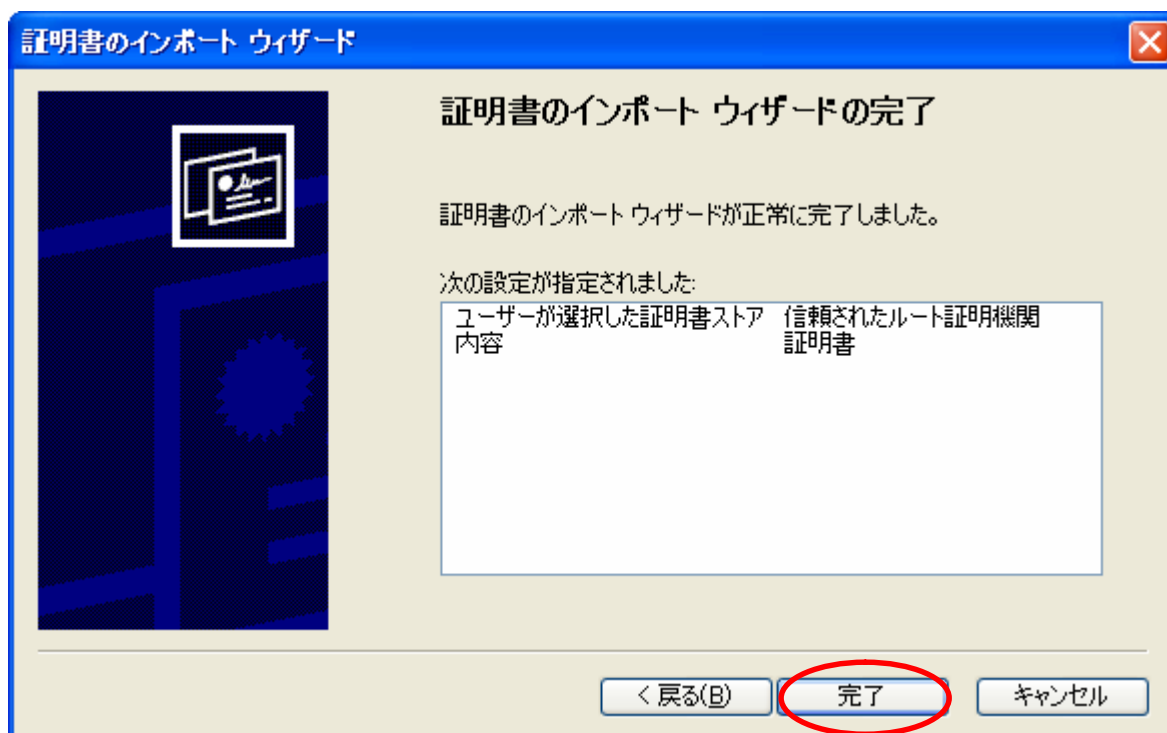 証明書のインポート ウィザード
証明書のインポート ウィザードの完了
証明書のインポート ウィザードが正常に完了しました。
次の設定が指定されました:
ユーザーが選択した証明書ストア 信頼されたルート証明機関
内容 証明書
< 戻る(B) 完了 キャンセル